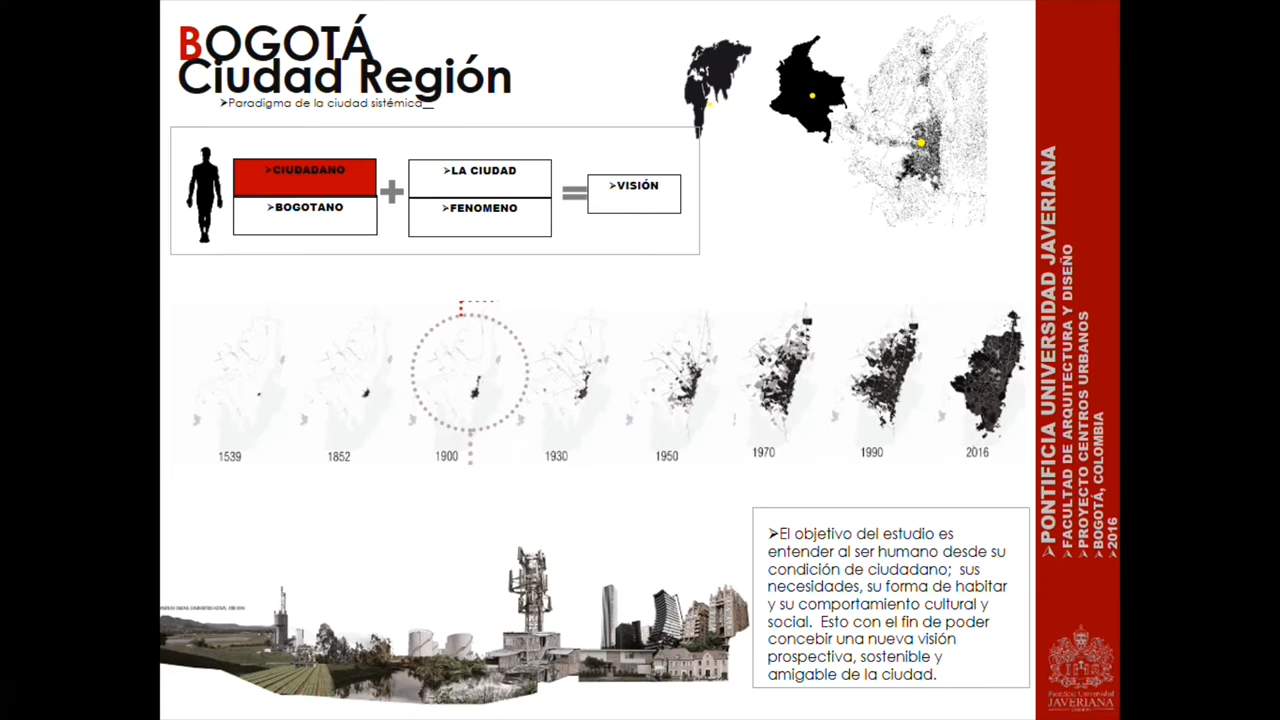 BOGOTÁ
Ciudad Región
➢Paradigma de la ciudad sistémica__
➢CIUDADANO
➢BOGOTANO
➢LA CIUDAD
➢FENOMENO
➢VISIÓN
1539
1852
1900
1930
1950
1970
1990
2016
➢El objetivo del estudio es
entender al ser humano desde su
condición de ciudadano; sus
necesidades, su forma de habitar
y su comportamiento cultural y
social. Esto con el fin de poder
concebir una nueva visión
prospectiva, sostenible y
amigable de la ciudad.
➢PONTIFICIA UNIVERSIDAD JAVERIANA
➢FACULTAD DE ARQUITECTURA Y DISEÑO
➢PROYECTO CENTROS URBANOS
➢BOGOTÁ, COLOMBIA
➢2016
Pontificia Universidad
JAVERIANA